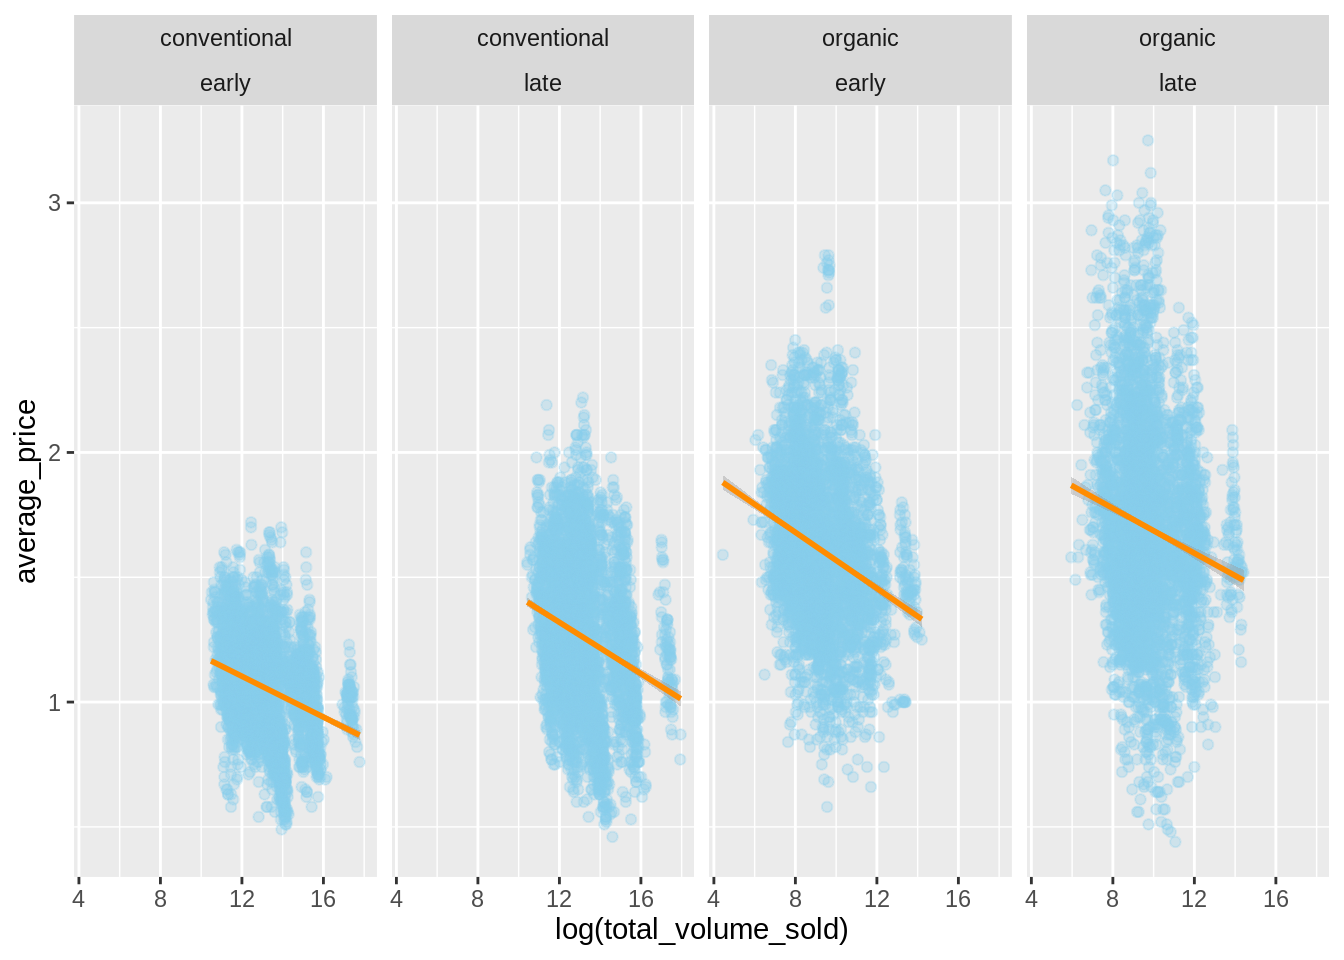 conventional conventional organic organic
early late early late
3
2
1
average_price
4 8 12 16 4 8 12 16 4 8 12 16 4 8 12 16
log(total_volume_sold)